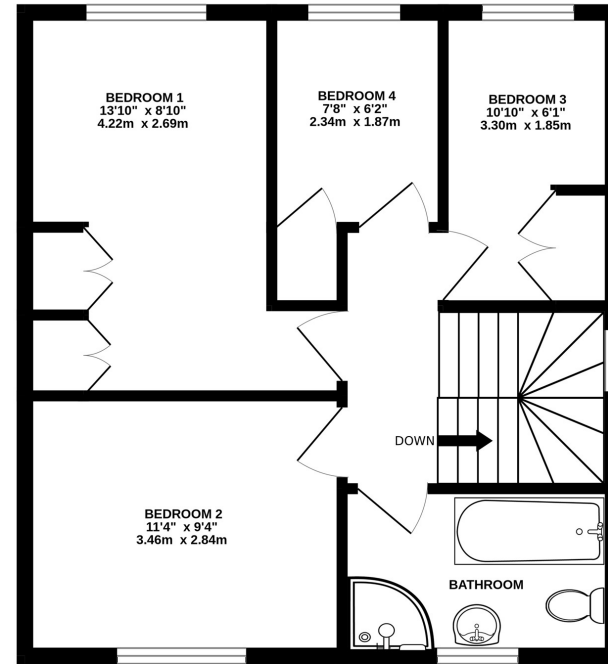 BEDROOM 1
13'10" x 8'10"
4.22m x 2.69m
BEDROOM 4
7'8" x 6'2"
2.34m x 1.87m
BEDROOM 3
10'10" x 6'1"
3.30m x 1.85m
DOWN
BEDROOM 2
11'4" x 9'4"
3.46m x 2.84m
BATHROOM